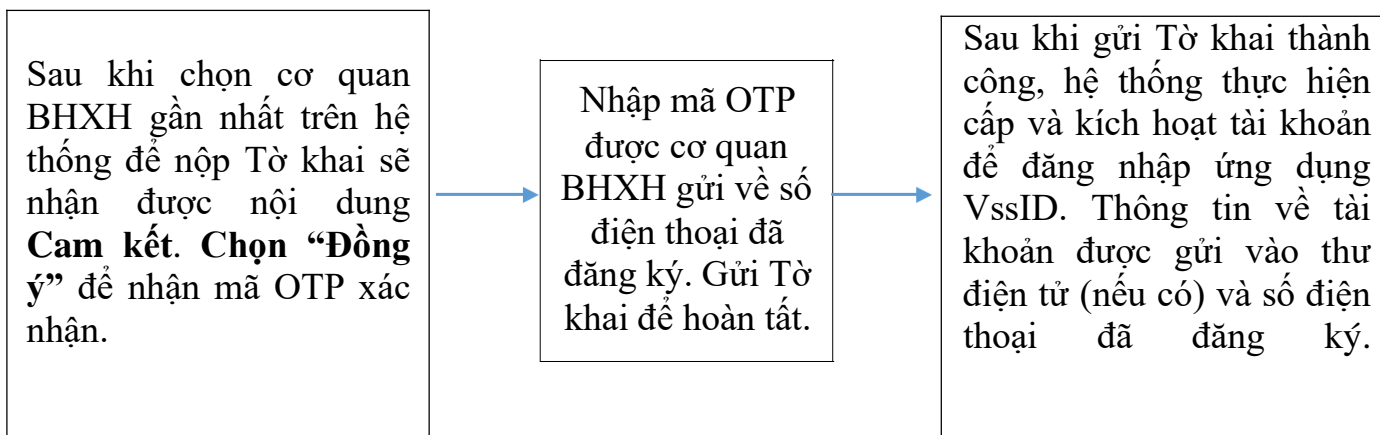 Sau khi chọn cơ quan
BHXH gần nhất trên hệ
thống để nộp Tờ khai sẽ
nhận được nội dung
Cam kết. Chọn “Đồng
ý” để nhận mã OTP xác
nhận.
Nhập mã OTP
được cơ quan
BHXH gửi về số
điện thoại đã
đăng ký. Gửi Tờ
khai để hoàn tất.
Sau khi gửi Tờ khai thành
công, hệ thống thực hiện
cấp và kích hoạt tài khoản
để đăng nhập ứng dụng
VssID. Thông tin về tài
khoản được gửi vào thư
điện tử (nếu có) và số điện
thoại đã đăng ký.